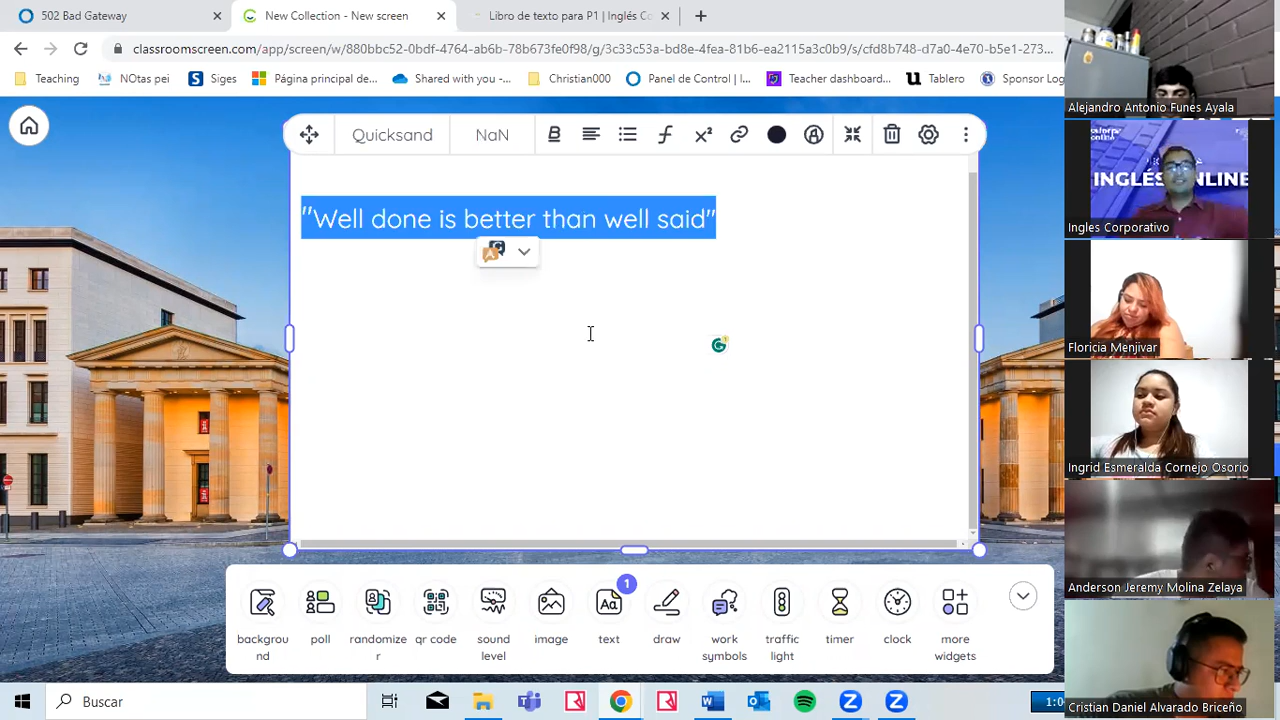 502 Bad Gateway
New Collection - New screen
Libro de texto para P1 | Inglés Co
classroomscreen.com/app/screen/w/880bbc52-0bbf-4764-ab6b-78b673fe0f98/g/3c33c53a-bd8e-4fea-81b6-ea2115a3c0b3/s/cfd8b748-d7a0-4e70-b5e1-273...
Teaching
NOtas pei
Siges
Página principal de...
Shared with you -...
Christian000
Panel de Control | I...
Teacher dashboard...
Tablero
Sponsor Log
Quicksand
NaN
"Well done is better than well said"
1
backgrou
nd
poll
randomize
r
qr code
sound
level
image
text
draw
work
symbols
traffic
light
timer
clock
more
widgets
Buscar
Alejandro Antonio Funes Ayala
INGLÉS ONLINE
Ingles Corporativo
Floricia Menjivar
Ingrid Esmeralda Cornejo Osorio
Anderson Jeremy Molina Zelaya
Cristian Daniel Alvarado Briceño